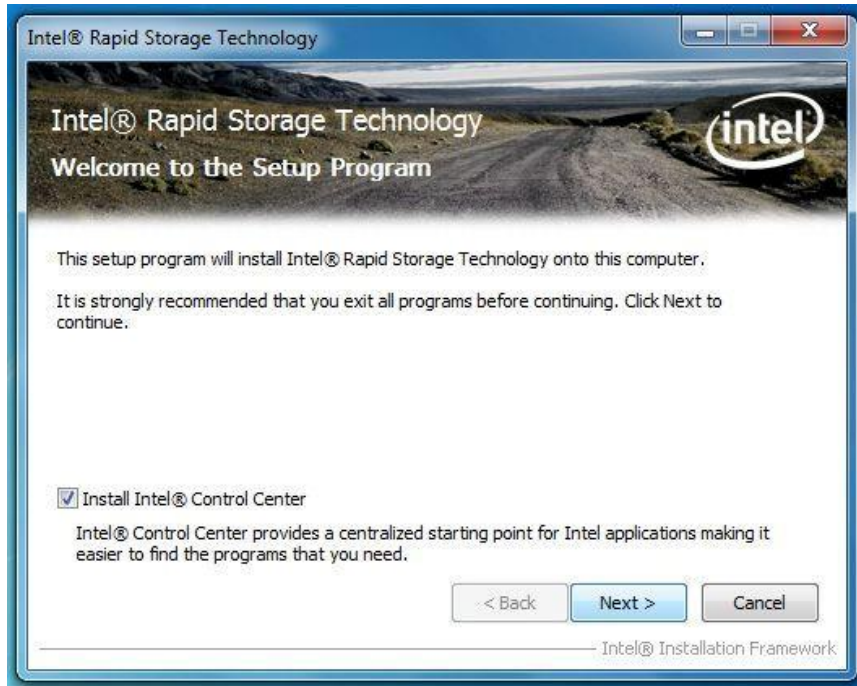 Intel® Rapid Storage Technology
Intel® Rapid Storage Technology
Welcome to the Setup Program
intel
This setup program will install Intel® Rapid Storage Technology onto this computer.
It is strongly recommended that you exit all programs before continuing. Click Next to
continue.
Install Intel® Control Center
Intel® Control Center provides a centralized starting point for Intel applications making it
easier to find the programs that you need.
< Back
Next >
Cancel
Intel® Installation Framework